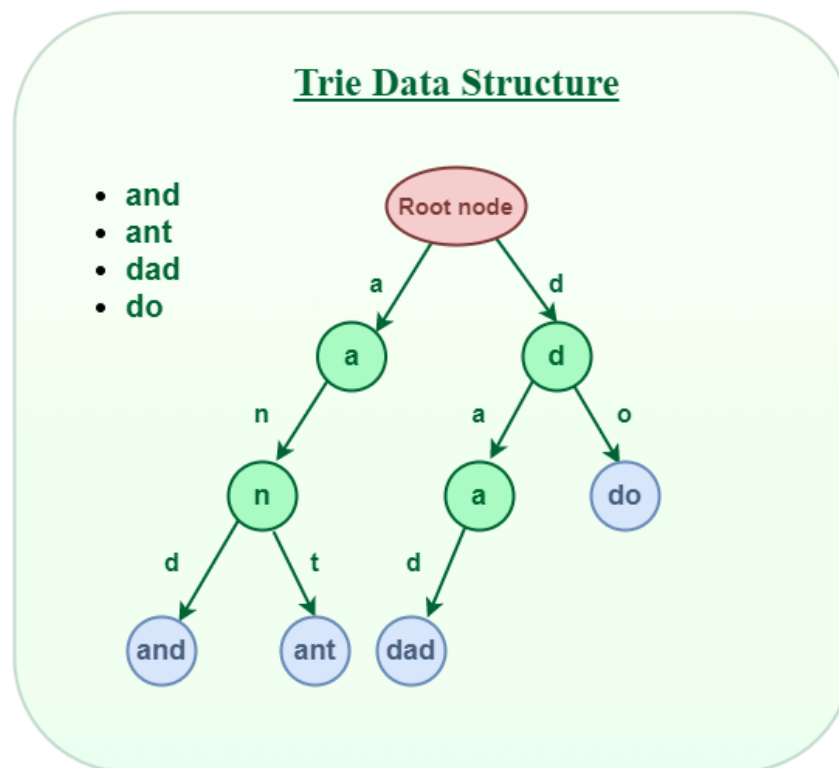 Trie Data Structure
and
ant
dad
do
Root node
a
d
a
d
n
a
o
n
a
do
d
t
d
and
ant
dad